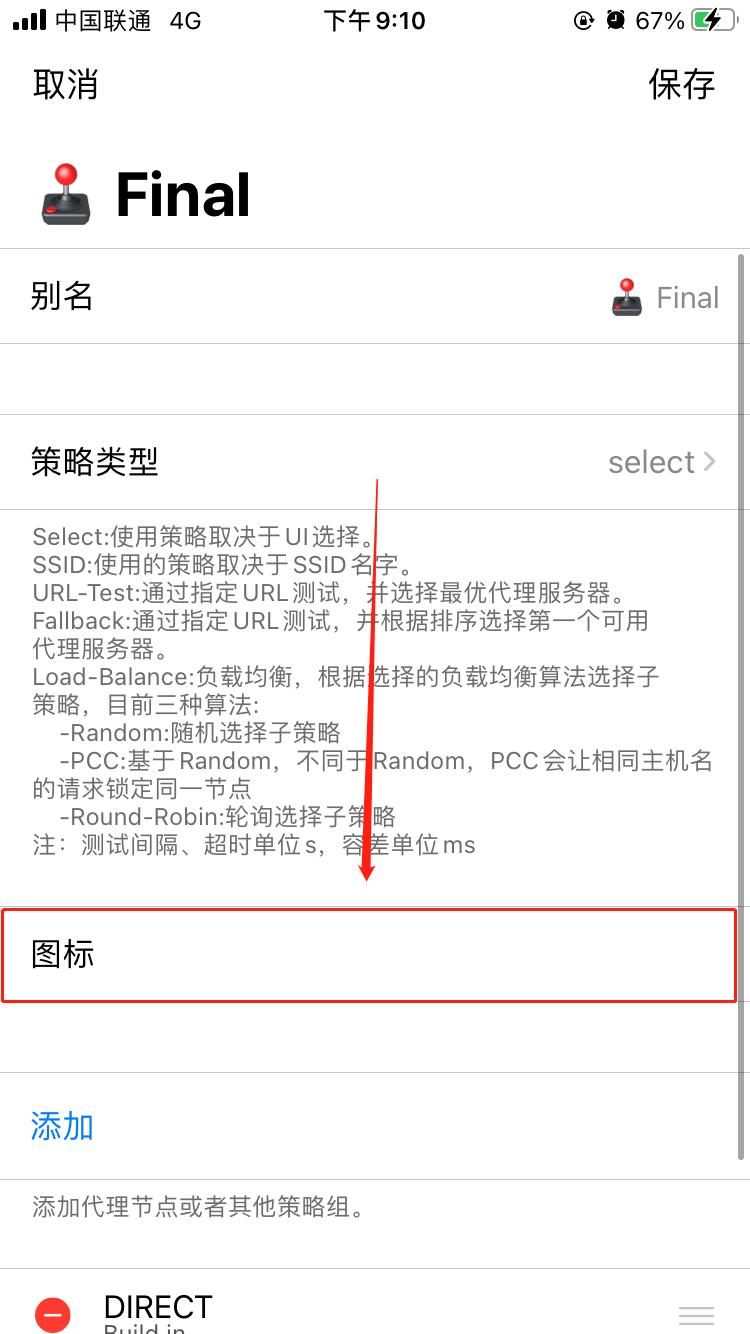 中国联通 4G 下午9:10 67%
取消 保存
Final
别名 Final
策略类型 select
Select:使用策略取决于UI选择。
SSID:使用的策略取决于SSID名字。
URL-Test:通过指定URL测试，并选择最优代理服务器。
Fallback:通过指定URL测试，并根据排序选择第一个可用
代理服务器。
Load-Balance:负载均衡，根据选择的负载均衡算法选择子
策略，目前三种算法:
-Random:随机选择子策略
-PCC:基于Random，不同于Random，PCC会让相同主机名
的请求锁定同一节点
-Round-Robin:轮询选择子策略
注：测试间隔、超时单位s，容差单位ms
图标
添加
添加代理节点或者其他策略组。
DIRECT
Build in